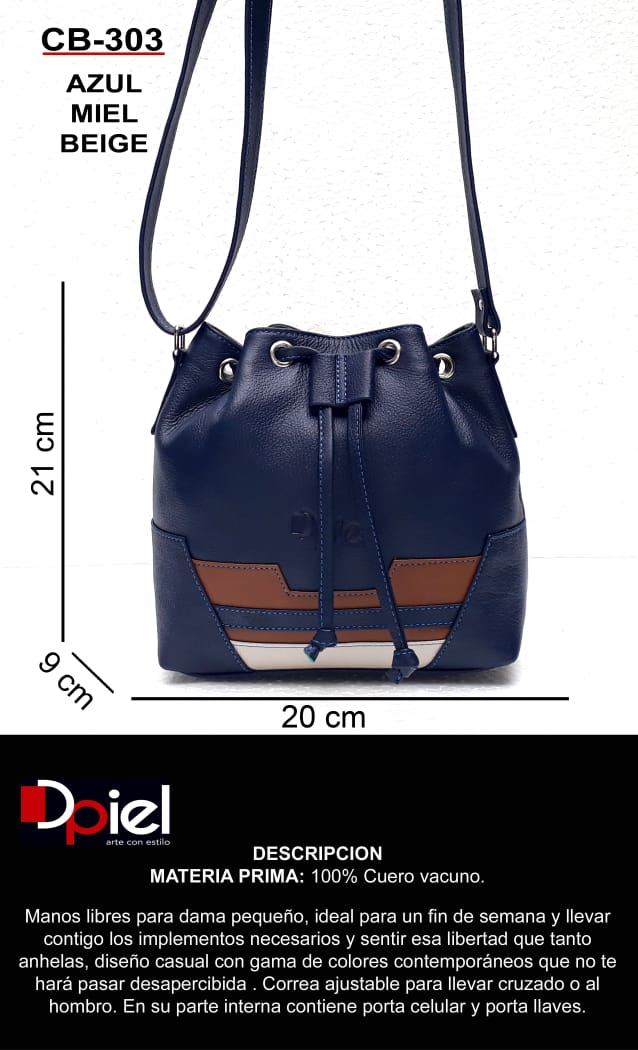 CB-303
AZUL
MIEL
BEIGE
21 cm
9 cm
20 cm
Dpiel
Dpiel
arte con estilo
DESCRIPCION
MATERIA PRIMA: 100% Cuero vacuno.
Manos libres para dama pequeño, ideal para un fin de semana y llevar
contigo los implementos necesarios y sentir esa libertad que tanto
anhelas, diseño casual con gama de colores contemporáneos que no te
hará pasar desapercibida . Correa ajustable para llevar cruzado o al
hombro. En su parte interna contiene porta celular y porta llaves.